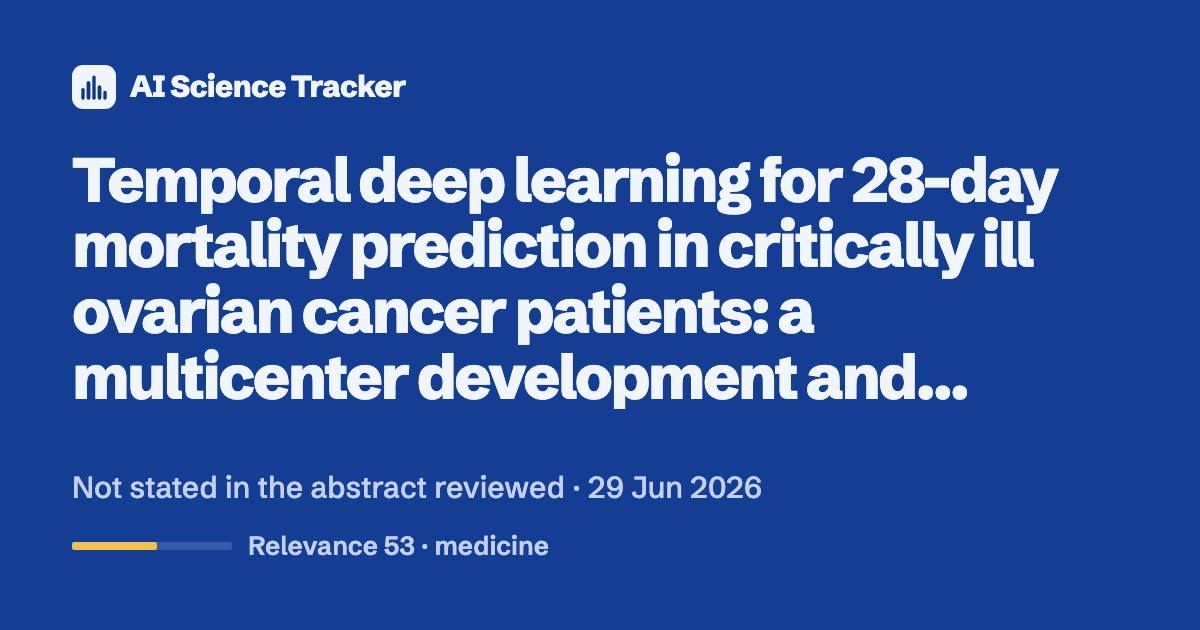 AI Science Tracker
Temporal deep learning for 28-day
mortality prediction in critically ill
ovarian cancer patients: a
multicenter development and...
Not stated in the abstract reviewed · 29 Jun 2026
Relevance 53 · medicine